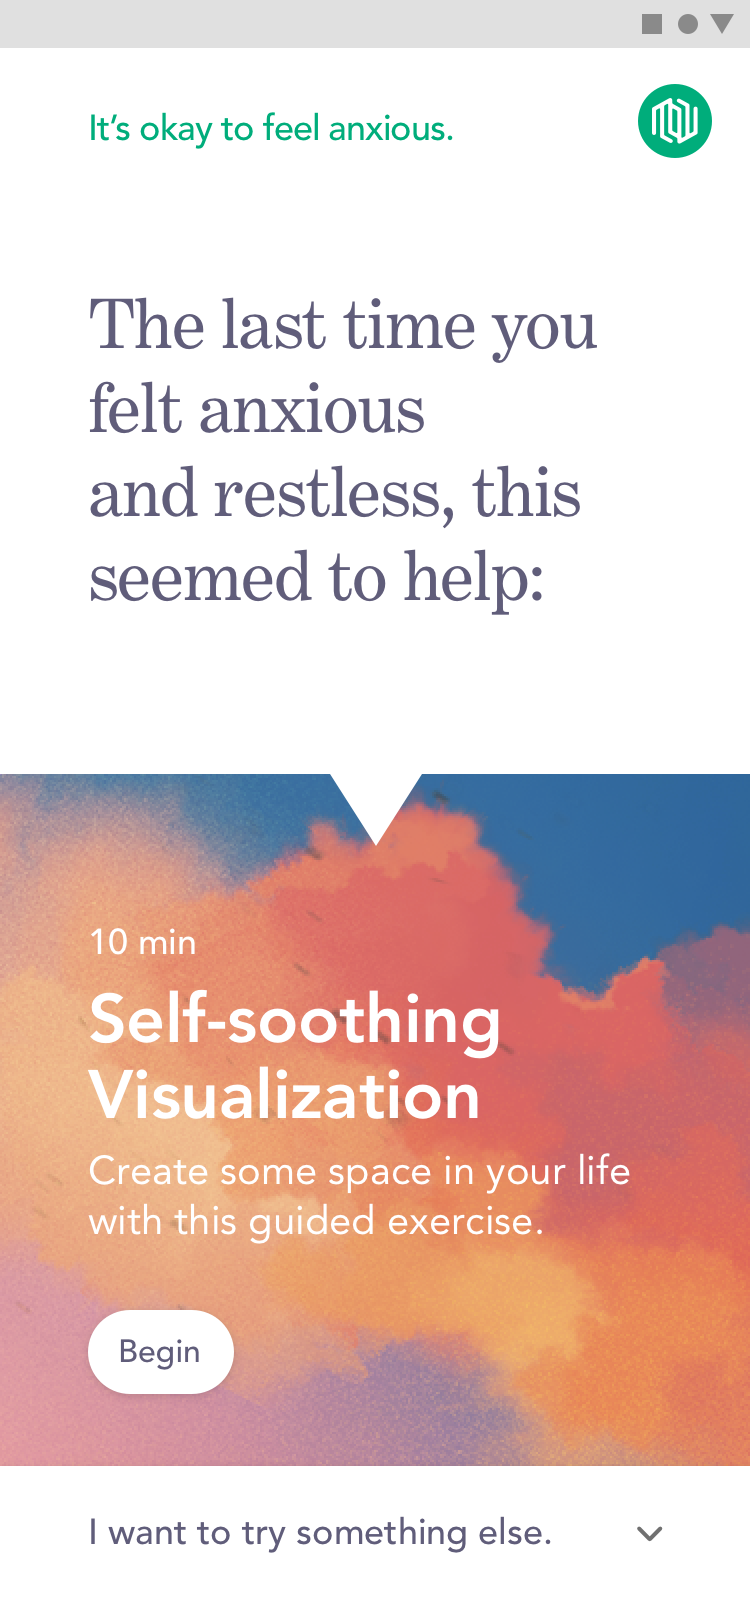 It’s okay to feel anxious.
The last time you
felt anxious
and restless, this
seemed to help:
10 min
Self-soothing
Visualization
Create some space in your life
with this guided exercise.
Begin
I want to try something else.